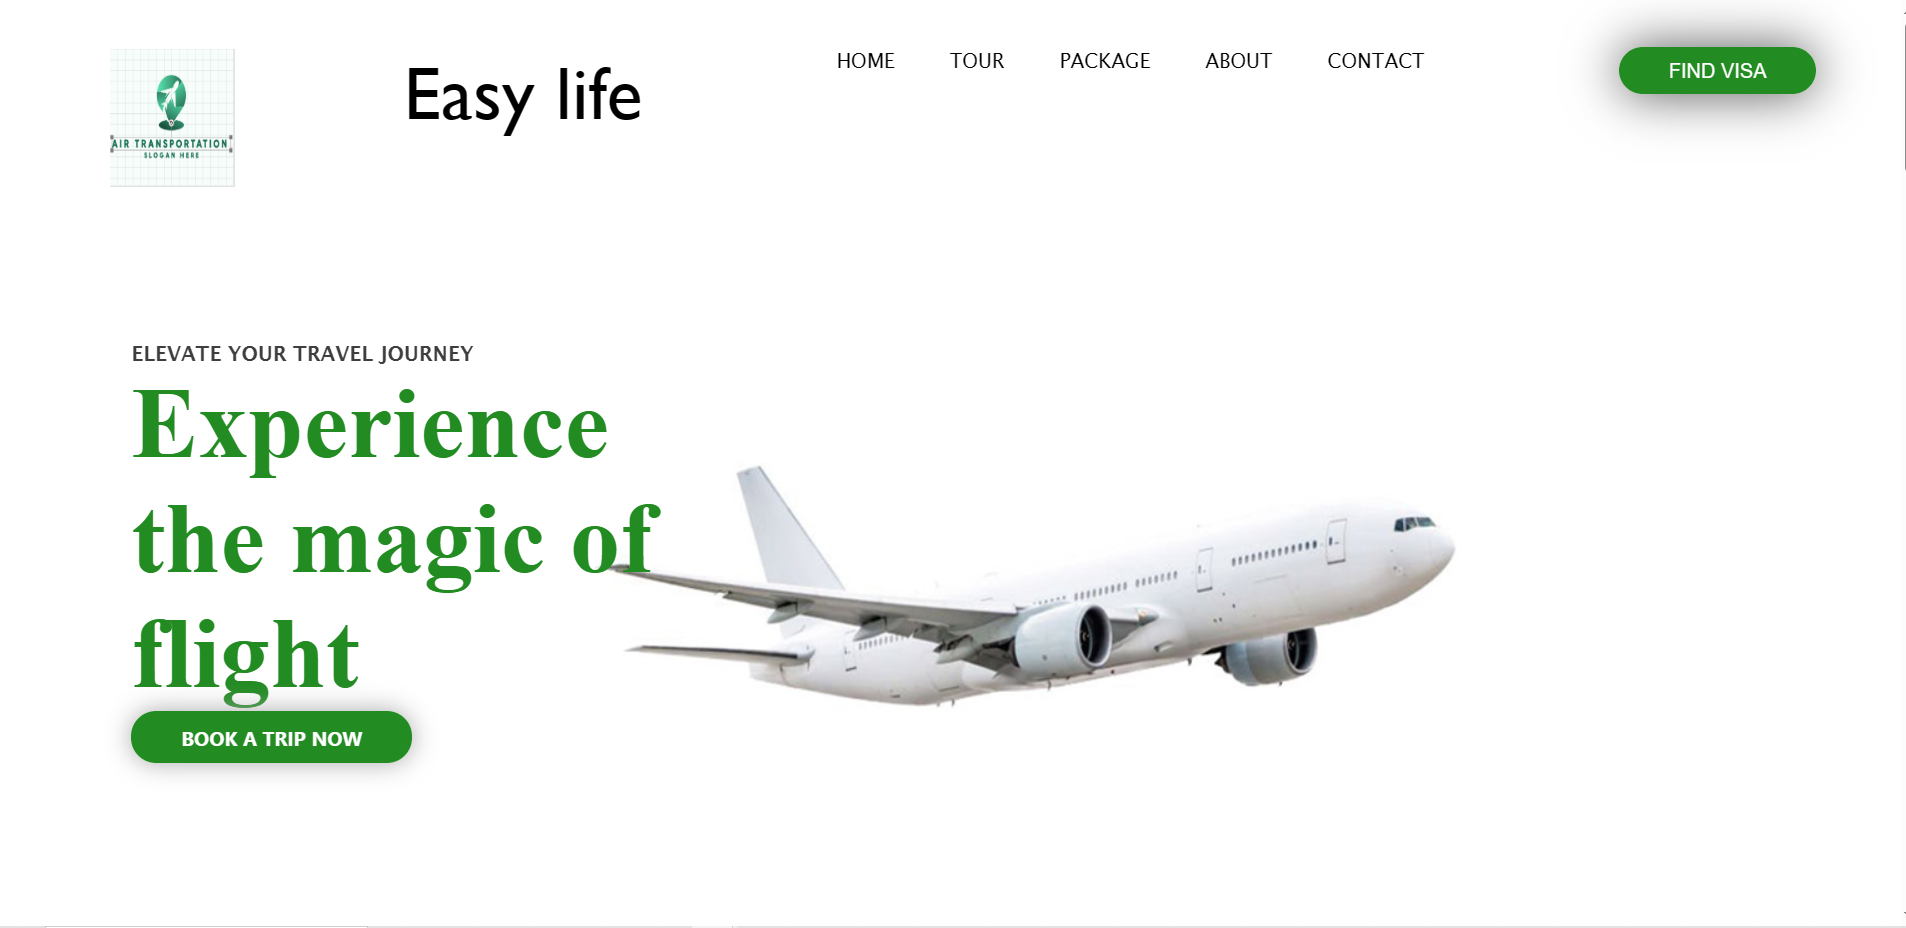 AIR TRANSPORTATION
SLOGAN HERE
Easy life
HOME TOUR PACKAGE ABOUT CONTACT
FIND VISA
ELEVATE YOUR TRAVEL JOURNEY
Experience
the magic of
flight
BOOK A TRIP NOW